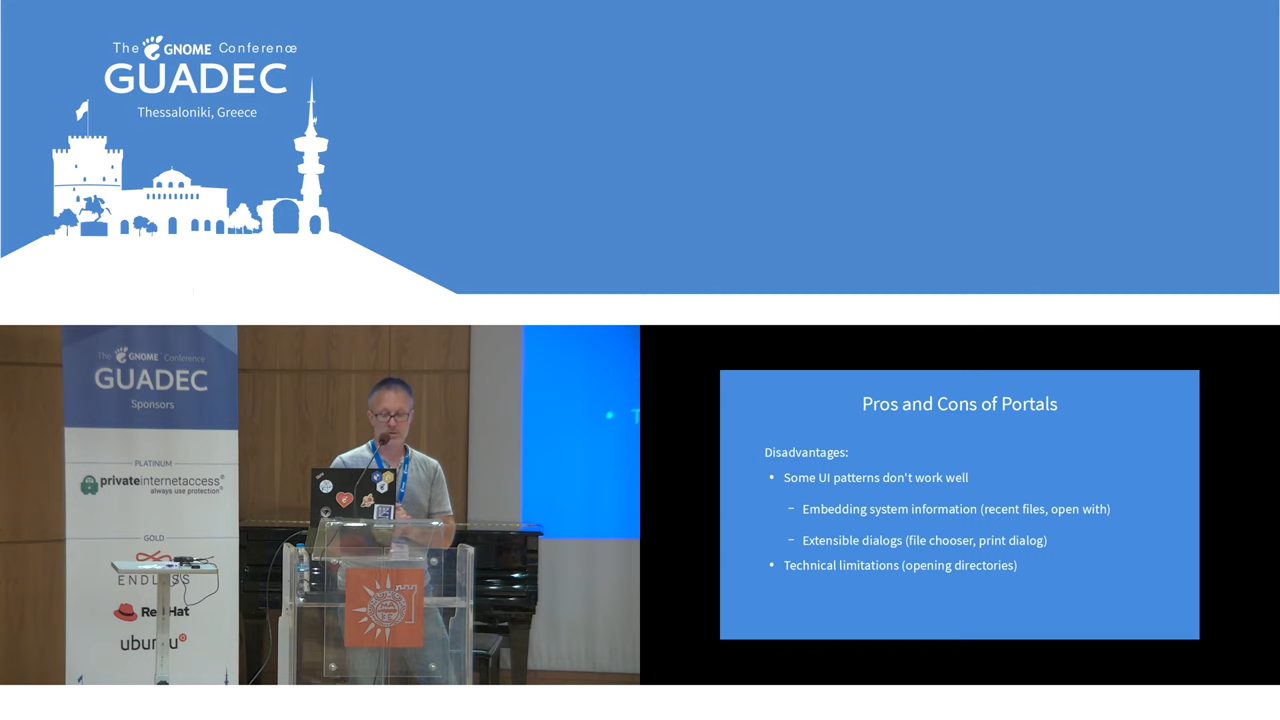 The GNOME Conference
GUADEC
Thessaloniki, Greece
The GNOME Conference
GUADEC
Sponsors
PLATINUM
privateinternetaccess®
always use protection®
GOLD
ENDLESS
Red Hat
ubuntu
Pros and Cons of Portals
Disadvantages:
• Some UI patterns don't work well
– Embedding system information (recent files, open with)
– Extensible dialogs (file chooser, print dialog)
• Technical limitations (opening directories)